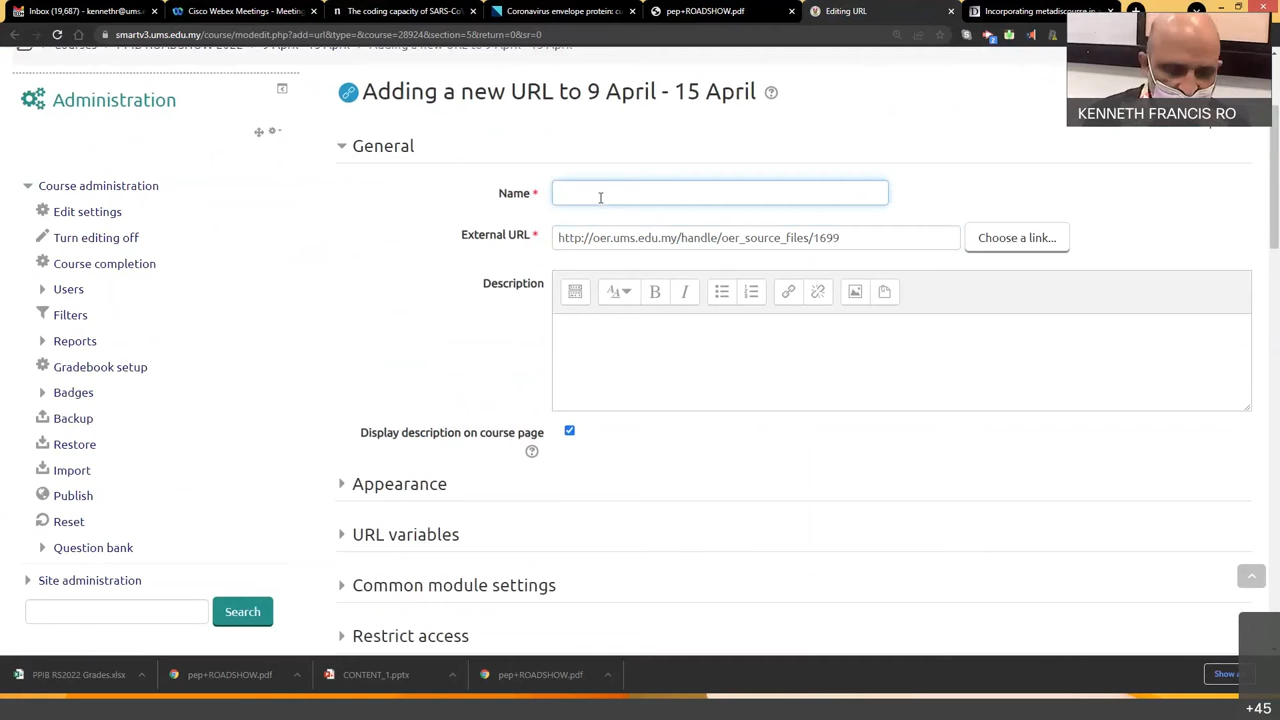 Inbox (19,687) - kennethr@ums.e
Cisco Webex Meetings - Meetin
The coding capacity of SARS-CoV
Coronavirus envelope protein: cu
pep+ROADSHOW.pdf
Editing URL
Incorporating metadiscourse in
smartv3.ums.edu.my/course/modedit.php?add=url&type=&course=28924&section=5&return=0&sr=0
Administration
Adding a new URL to 9 April - 15 April
KENNETH FRANCIS RO
General
Course administration
Name *
Edit settings
External URL *
http://oer.ums.edu.my/handle/oer_source_files/1699
Choose a link...
Turn editing off
Course completion
Description
Users
Filters
Reports
Gradebook setup
Badges
Backup
Display description on course page
Restore
Import
Appearance
Publish
Reset
URL variables
Question bank
Site administration
Common module settings
Search
Restrict access
PPIB RS2022 Grades.xlsx
pep+ROADSHOW.pdf
CONTENT_1.pptx
pep+ROADSHOW.pdf
Show a
+45